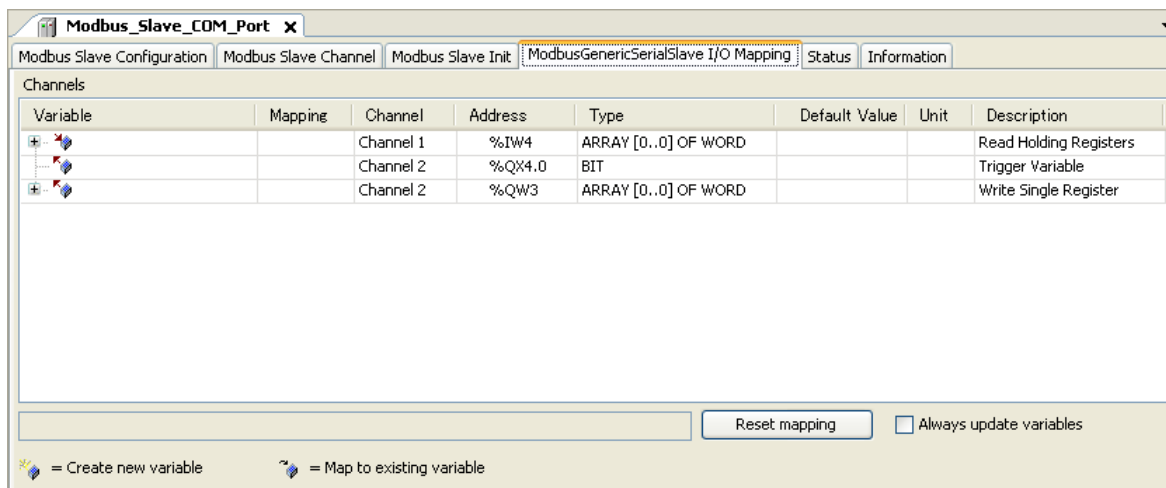 Modbus_Slave_COM_Port X
Modbus Slave Configuration Modbus Slave Channel Modbus Slave Init ModbusGenericSerialSlave I/O Mapping Status Information
Channels
Variable Mapping Channel Address Type Default Value Unit Description
Channel 1 %IW4 ARRAY [0..0] OF WORD Read Holding Registers
Channel 2 %QX4.0 BIT Trigger Variable
Channel 2 %QW3 ARRAY [0..0] OF WORD Write Single Register
Reset mapping Always update variables
= Create new variable = Map to existing variable